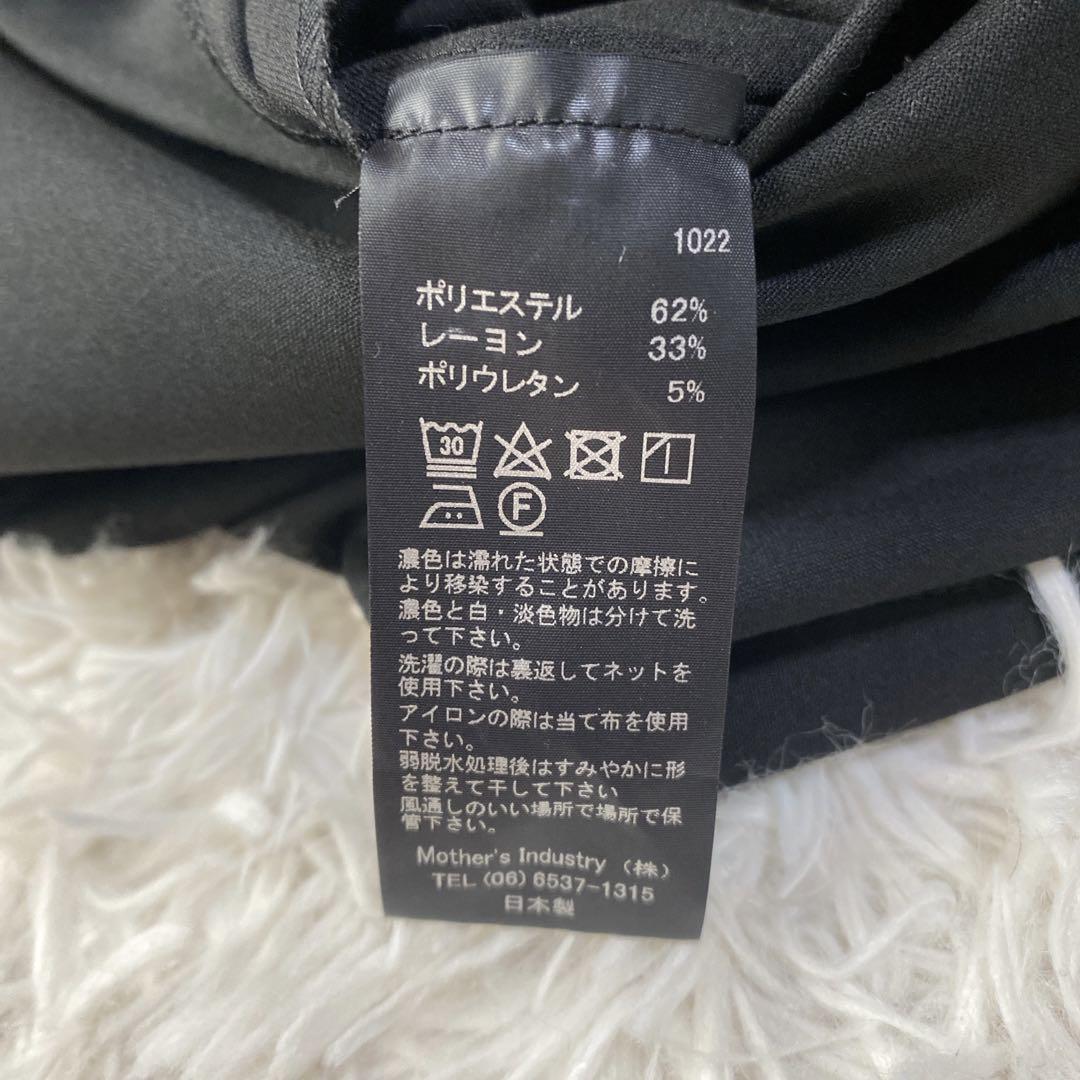 1022
ポリエステル 62%
レーヨン 33%
ポリウレタン 5%
30
F
濃色は濡れた状態での摩擦に
より移染することがあります。
濃色と白・淡色物は分けて洗
って下さい。
洗濯の際は裏返してネットを
使用下さい。
アイロンの際は当て布を使用
下さい。
弱脱水処理後はすみやかに形
を整えて干して下さい
風通しのいい場所で場所で保
管下さい。
Mother's Industry (株)
TEL (06) 6537-1315
日本製